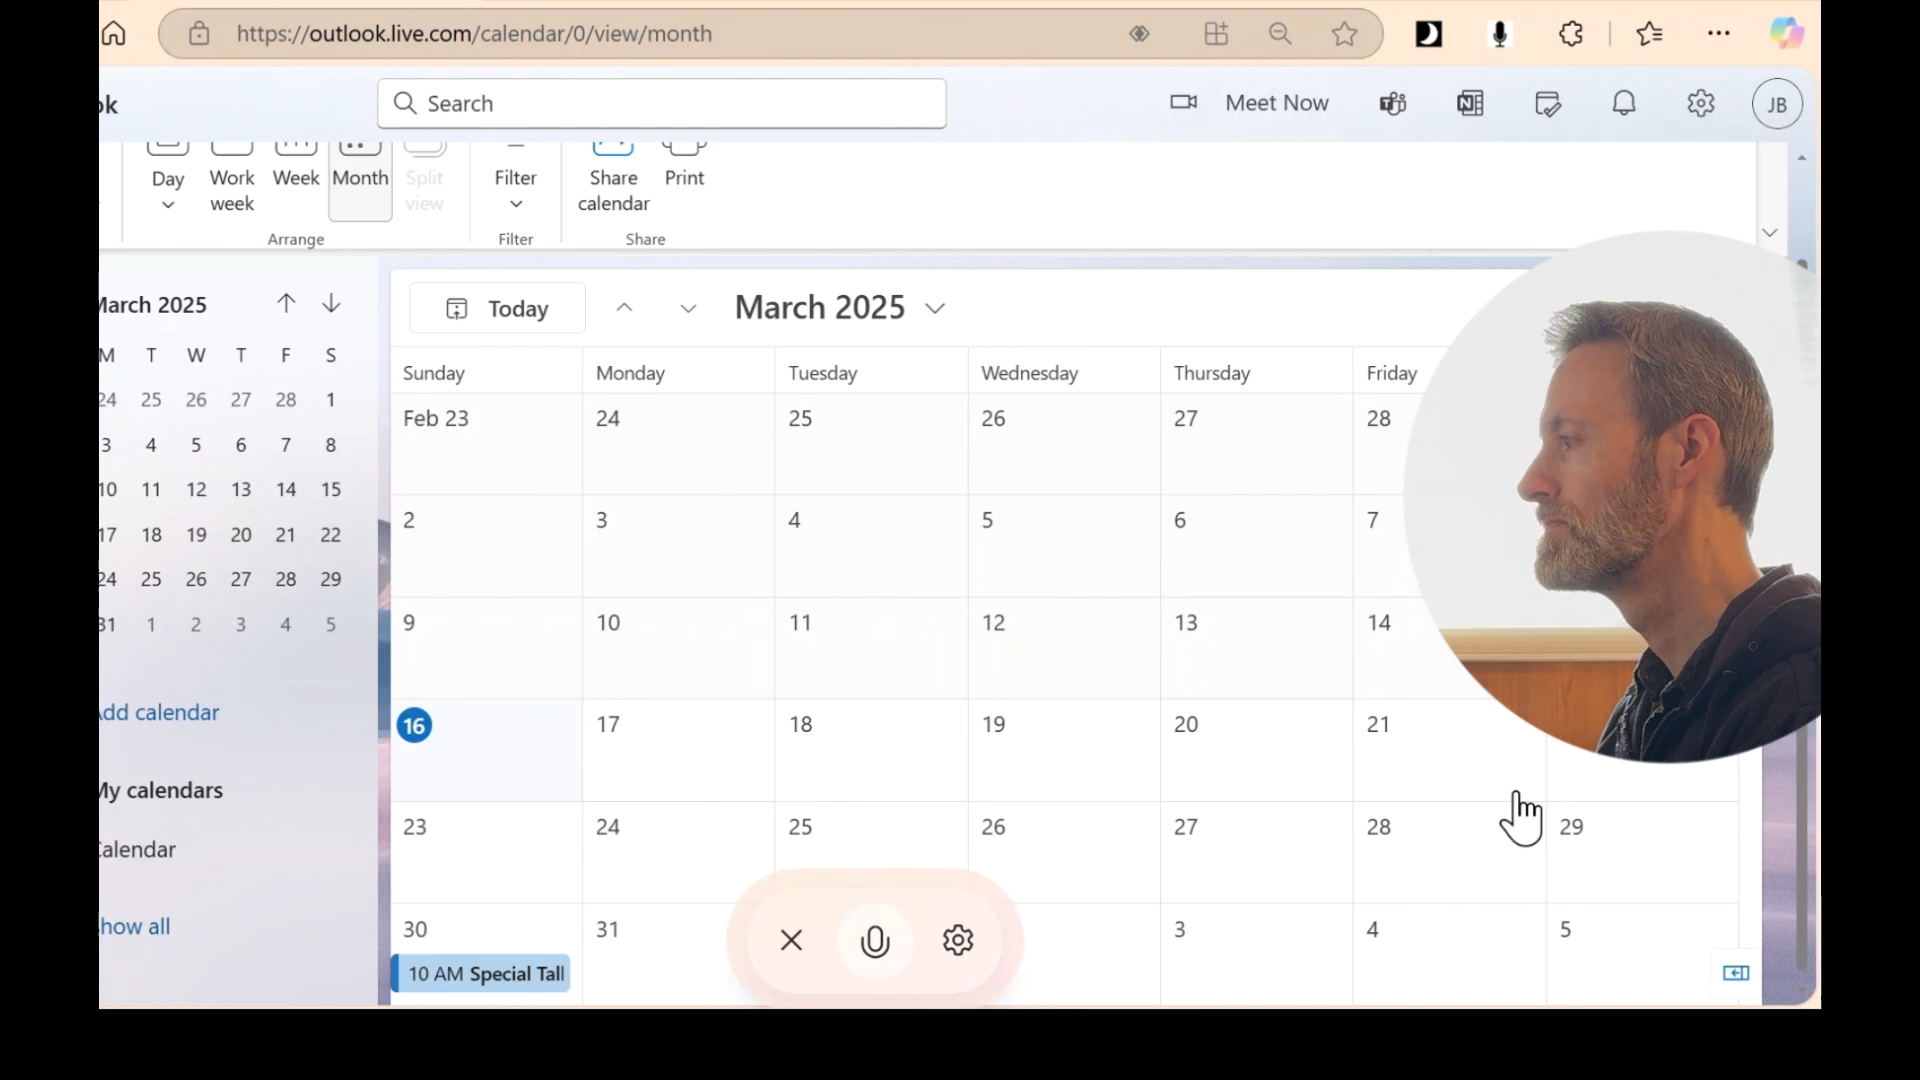 https://outlook.live.com/calendar/0/view/month
ok
Search
Meet Now
JB
Day
Work week
Week
Month
Split view
Filter
Share calendar
Print
Arrange
Filter
Share
March 2025
M T W T F S
24 25 26 27 28 1
3 4 5 6 7 8
10 11 12 13 14 15
17 18 19 20 21 22
24 25 26 27 28 29
31 1 2 3 4 5
Add calendar
My calendars
Calendar
Show all
Today
March 2025
Sunday Monday Tuesday Wednesday Thursday Friday
Feb 23 24 25 26 27 28
2 3 4 5 6 7
9 10 11 12 13 14
16 17 18 19 20 21
23 24 25 26 27 28 29
30 31 3 4 5
10 AM Special Tall